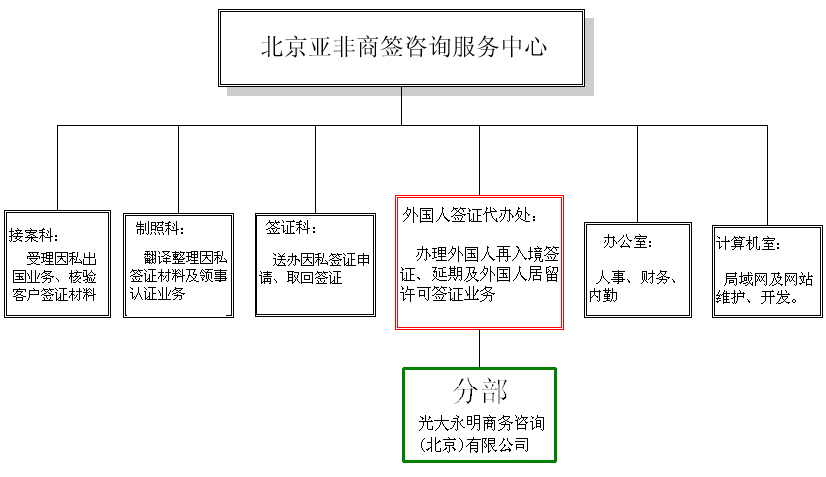 北京亚非商签咨询服务中心
接案科：
受理因私出
国业务、核验
客户签证材料
制照科：
翻译整理因私
签证材料及领事
认证业务
签证科：
送办因私签证申
请、取回签证
外国人签证代办处：
办理外国人再入境签
证、延期及外国人居留
许可签证业务
办公室：
人事、财务、
内勤
计算机室：
局域网及网站
维护、开发。
分部
光大永明商务咨询
(北京)有限公司